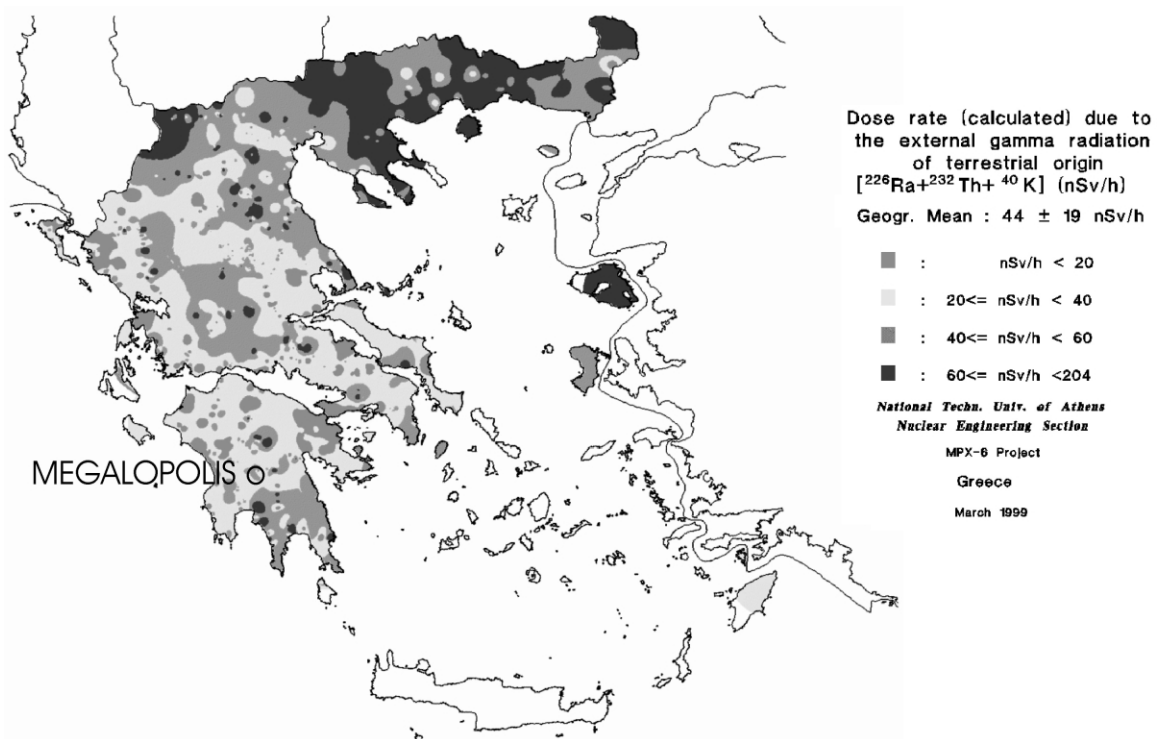 MEGALOPOLIS
Dose rate (calculated) due to
the external gamma radiation
of terrestrial origin
[²²⁶Ra+²³²Th+ ⁴⁰K] (nSv/h)
Geogr. Mean : 44 ± 19 nSv/h
: nSv/h < 20
: 20<= nSv/h < 40
: 40<= nSv/h < 60
: 60<= nSv/h <204
National Techn. Univ. of Athens
Nuclear Engineering Section
MPX-6 Project
Greece
March 1999